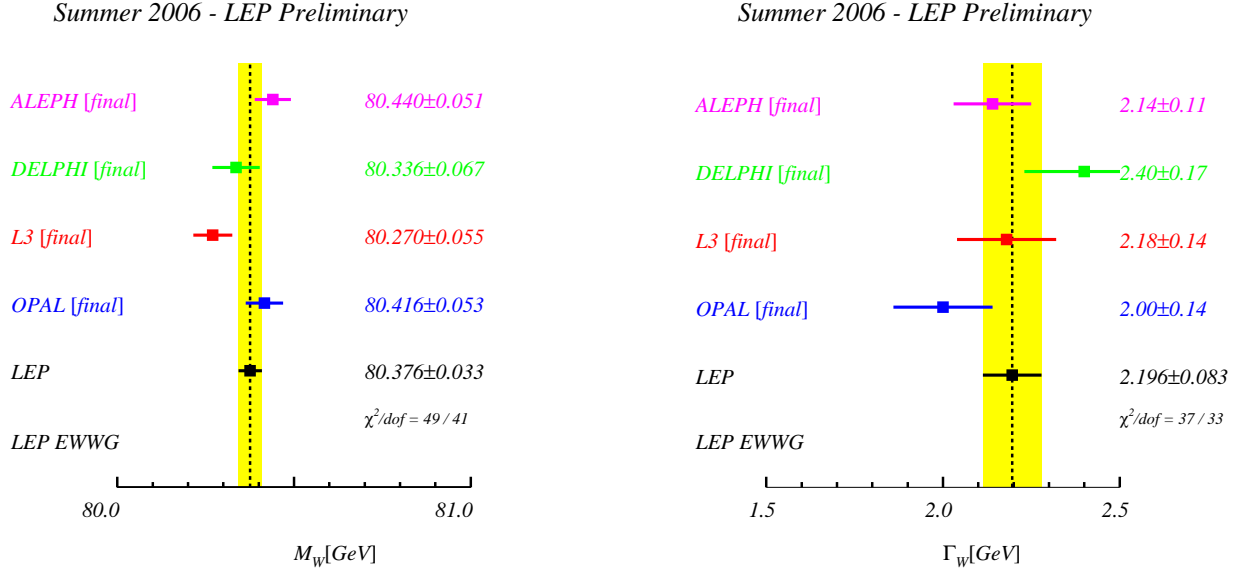 Summer 2006 - LEP Preliminary
ALEPH [final] 80.440±0.051
DELPHI [final] 80.336±0.067
L3 [final] 80.270±0.055
OPAL [final] 80.416±0.053
LEP 80.376±0.033
χ²/dof = 49 / 41
LEP EWWG
80.0 81.0
M_W[GeV]
Summer 2006 - LEP Preliminary
ALEPH [final] 2.14±0.11
DELPHI [final] 2.40±0.17
L3 [final] 2.18±0.14
OPAL [final] 2.00±0.14
LEP 2.196±0.083
χ²/dof = 37 / 33
LEP EWWG
1.5 2.0 2.5
Γ_W[GeV]